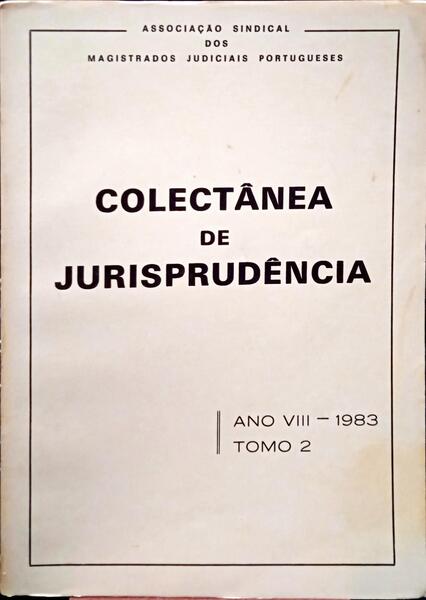 ASSOCIAÇÃO SINDICAL
DOS
MAGISTRADOS JUDICIAIS PORTUGUESES
COLECTÂNEA
DE
JURISPRUDÊNCIA
ANO VIII — 1983
TOMO 2